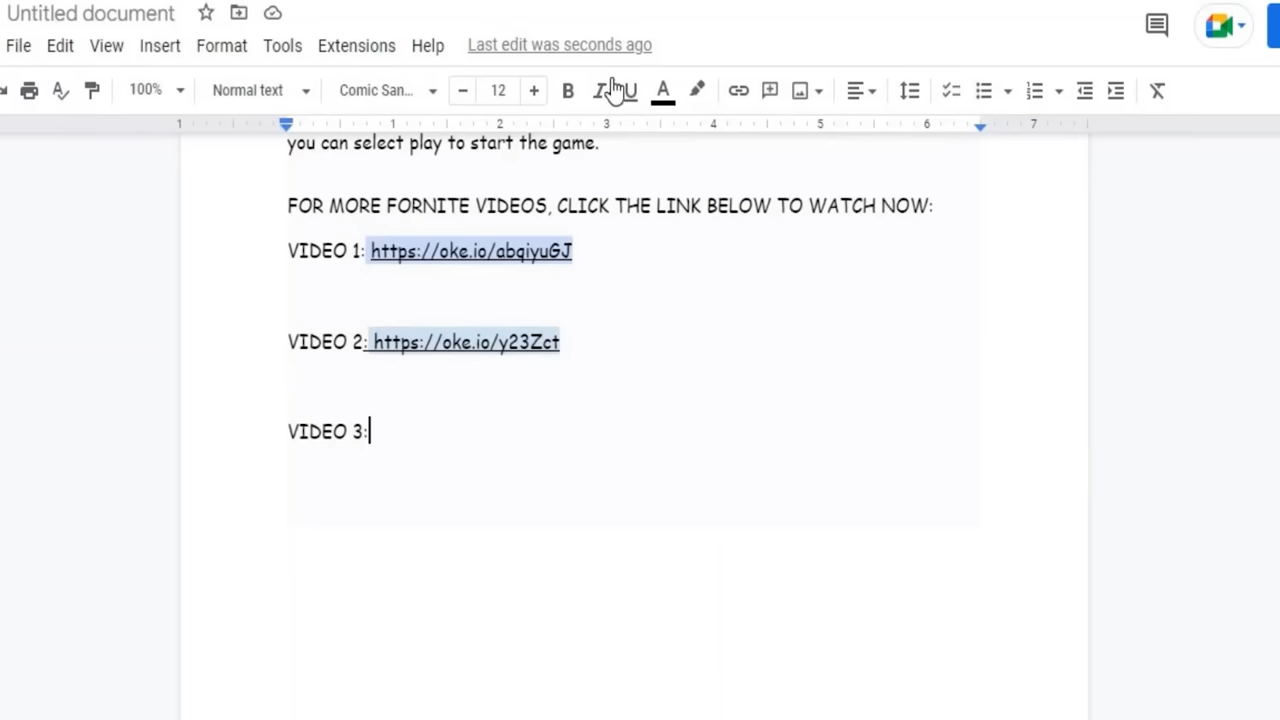 Untitled document
File Edit View Insert Format Tools Extensions Help Last edit was seconds ago
100% Normal text Comic San... 12 B I U A
1 1 2 3 4 5 6 7
you can select play to start the game.
FOR MORE FORNITE VIDEOS, CLICK THE LINK BELOW TO WATCH NOW:
VIDEO 1: https://oke.io/abqiyuGJ
VIDEO 2: https://oke.io/y23Zct
VIDEO 3: